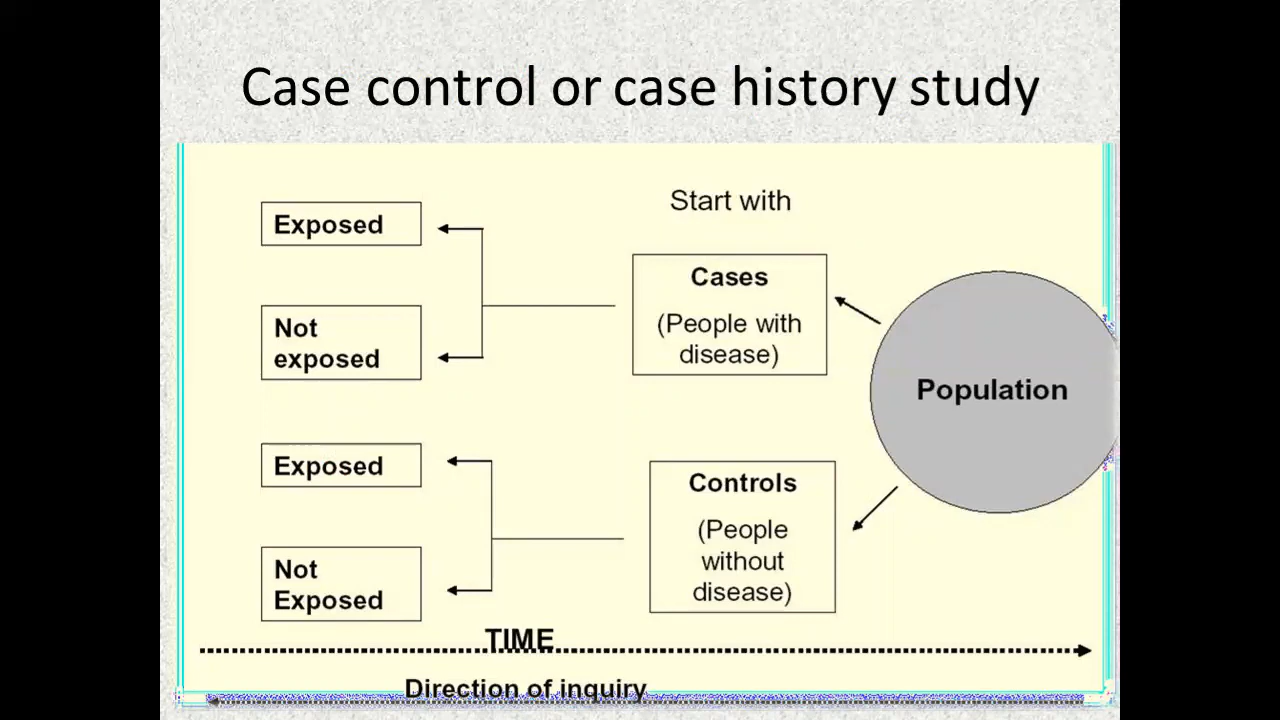 Case control or case history study
Start with
Exposed
Not
exposed
Cases
(People with
disease)
Population
Exposed
Not
Exposed
Controls
(People
without
disease)
TIME
Direction of inquiry